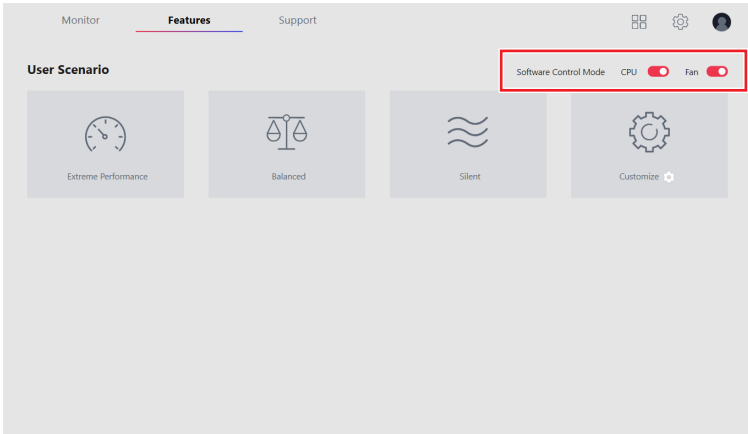 Monitor Features Support
User Scenario Software Control Mode CPU Fan
Extreme Performance Balanced Silent Customize